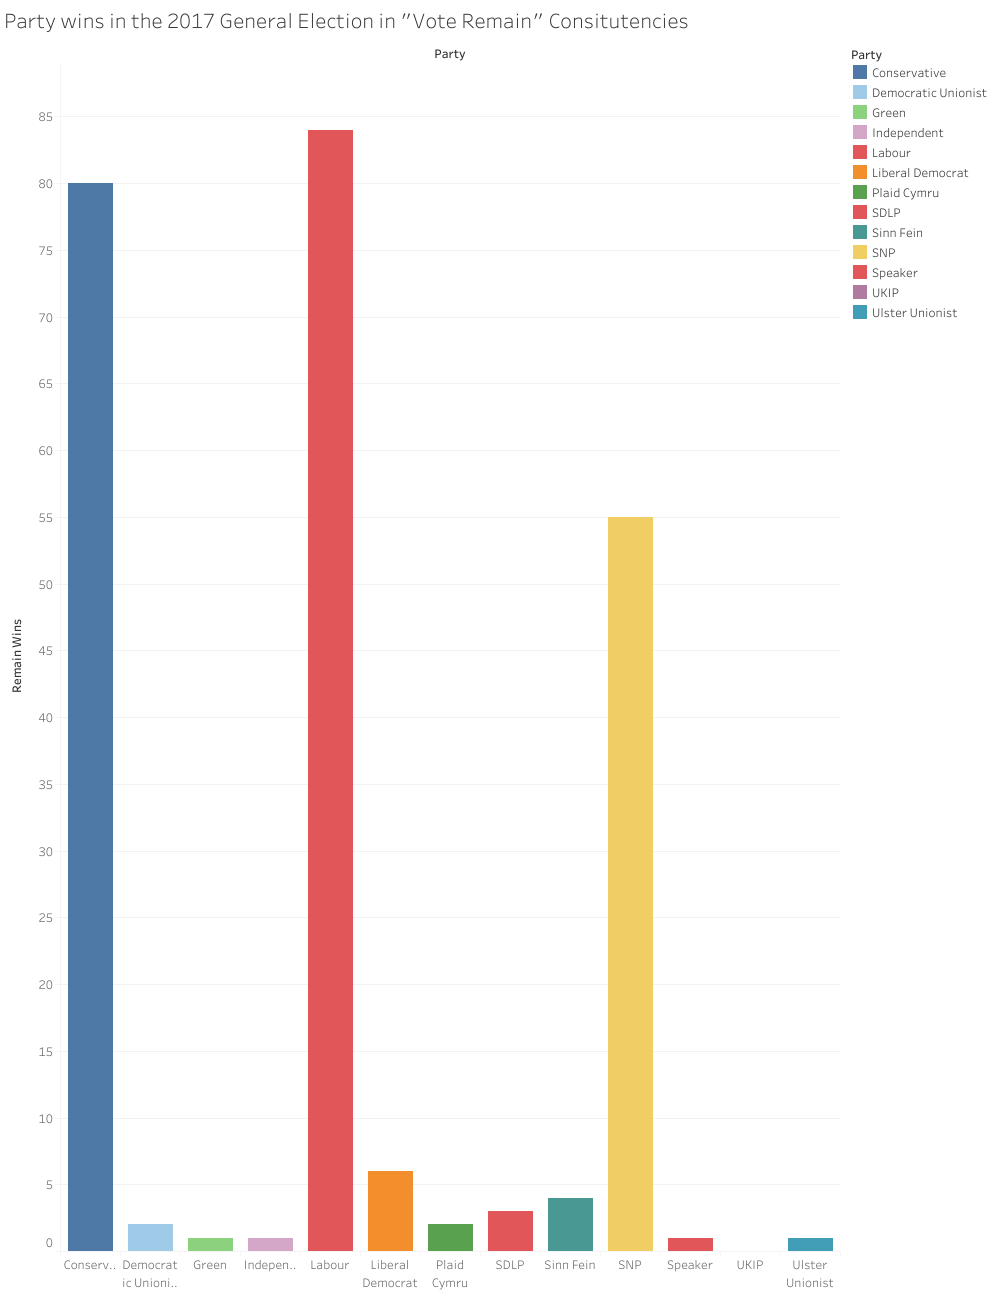 Party wins in the 2017 General Election in "Vote Remain" Consitutencies
Party
Party
Conservative
Democratic Unionist
Green
Independent
Labour
Liberal Democrat
Plaid Cymru
SDLP
Sinn Fein
SNP
Speaker
UKIP
Ulster Unionist
85
80
75
70
65
60
55
50
45
40
35
30
25
20
15
10
5
0
Remain Wins
Conserv.. Democrat Green Indepen.. Labour Liberal Plaid SDLP Sinn Fein SNP Speaker UKIP Ulster
ic Unioni.. Democrat Cymru Unionist